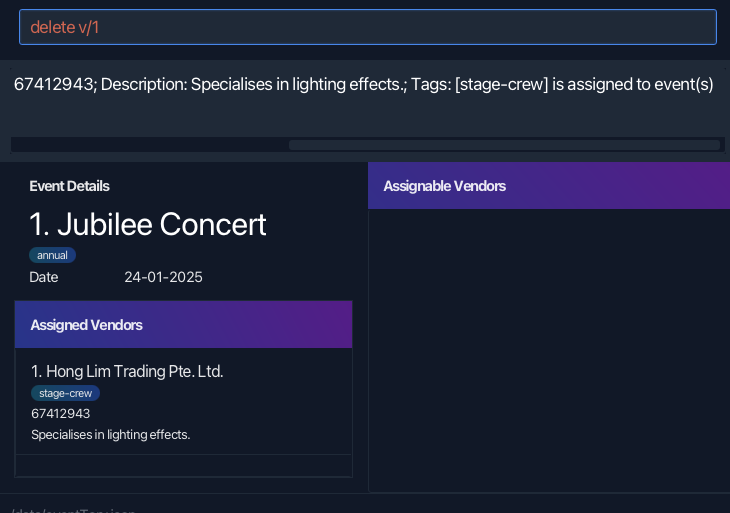 delete v/1
67412943; Description: Specialises in lighting effects.; Tags: [stage-crew] is assigned to event(s)
Event Details
1. Jubilee Concert
annual
Date 24-01-2025
Assigned Vendors
1. Hong Lim Trading Pte. Ltd.
stage-crew
67412943
Specialises in lighting effects.
Assignable Vendors